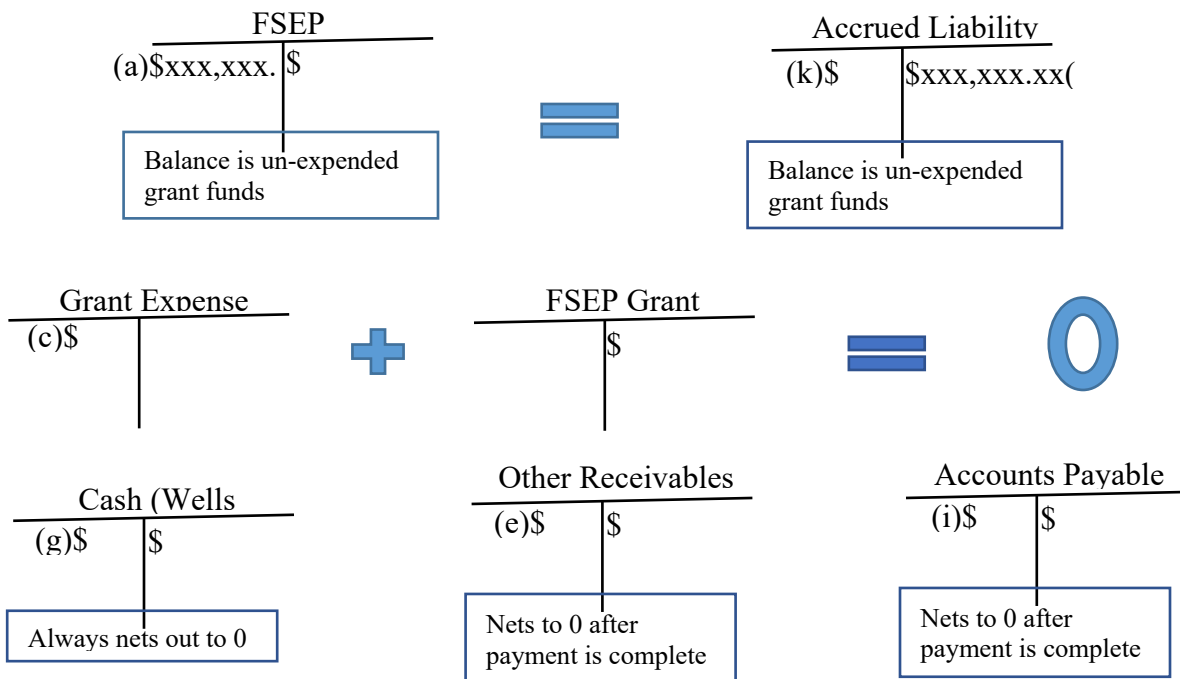 FSEP
(a)$xxx,xxx. $
Balance is un-expended
grant funds
Accrued Liability
(k)$ $xxx,xxx.xx(
Balance is un-expended
grant funds
Grant Expense
(c)$
FSEP Grant
$
Cash (Wells
(g)$ $
Always nets out to 0
Other Receivables
(e)$ $
Nets to 0 after
payment is complete
Accounts Payable
(i)$ $
Nets to 0 after
payment is complete